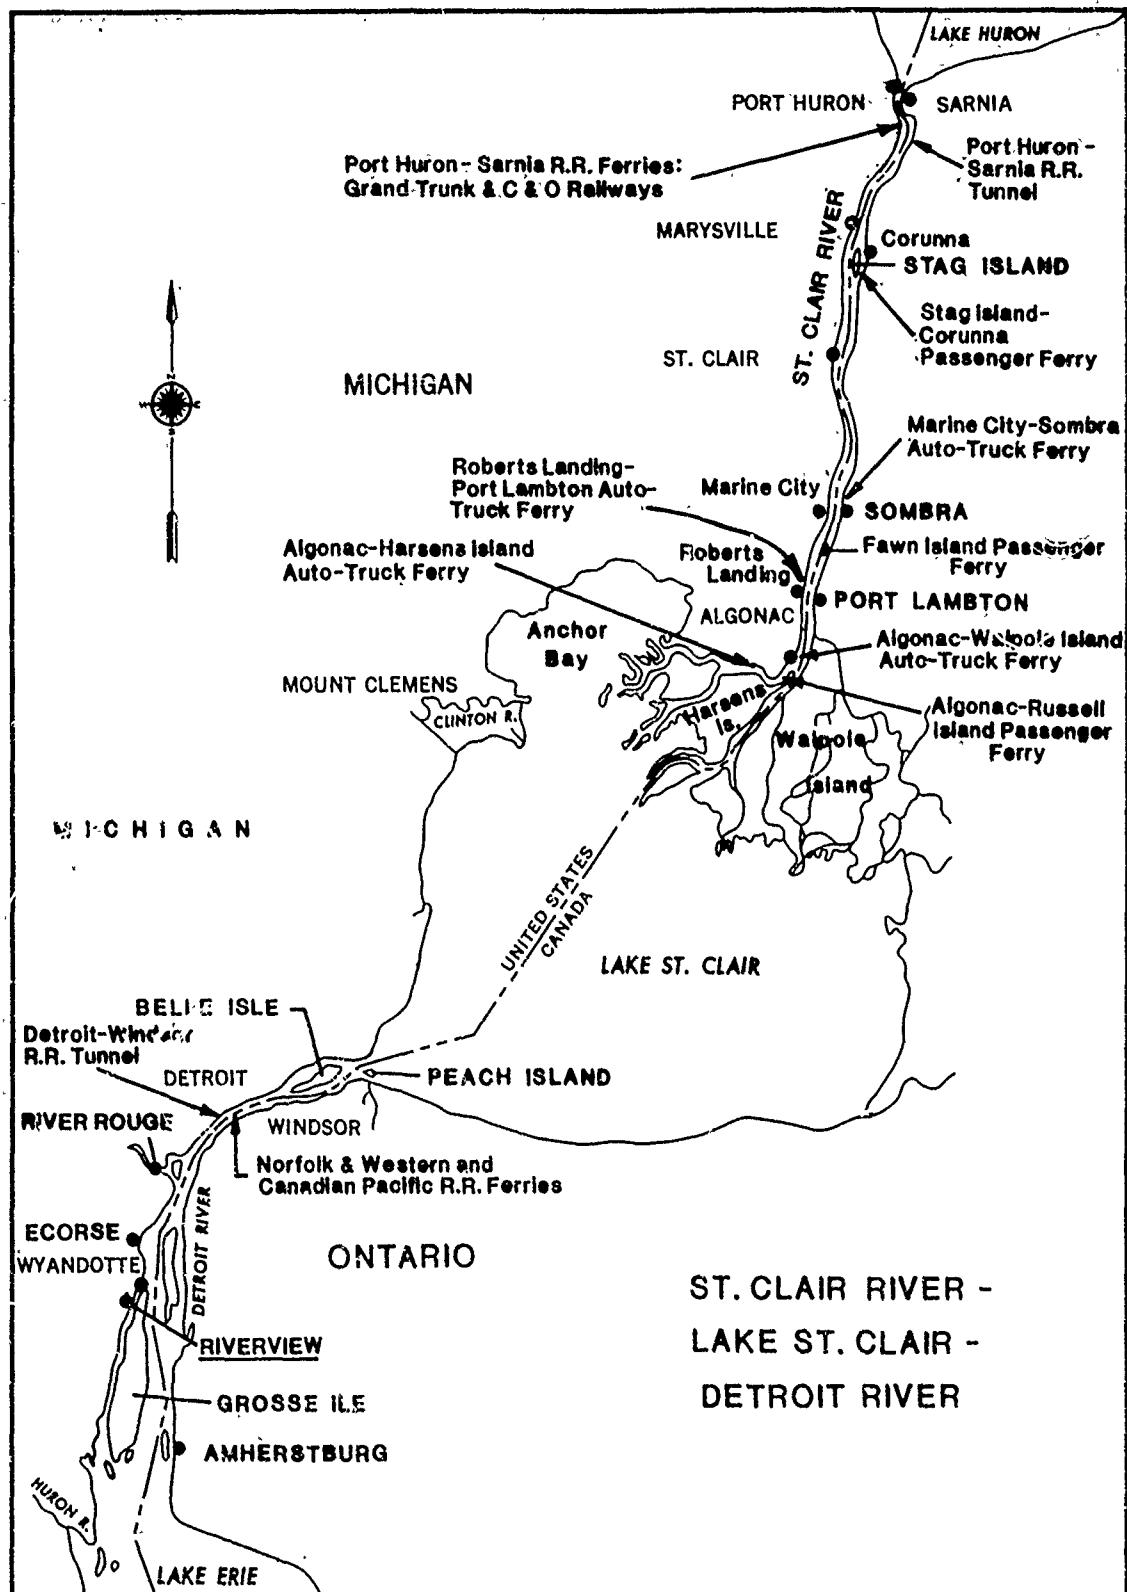 LAKE HURON
PORT HURON
SARNIA
Port Huron - Sarnia R.R. Ferries:
Grand Trunk & C & O Railways
Port Huron -
Sarnia R.R.
Tunnel
MARYSVILLE
ST. CLAIR RIVER
Corunna
STAG ISLAND
Stag Island-
Corunna
Passenger Ferry
ST. CLAIR
N
W
S
MICHIGAN
Marine City-Sombra
Auto-Truck Ferry
Roberts Landing-
Port Lambton Auto-
Truck Ferry
Marine City
SOMBRA
Algonac-Harsens Island
Auto-Truck Ferry
Fawn Island Passenger
Ferry
Roberts
Landing
PORT LAMBTON
ALGONAC
Anchor
Bay
Algonac-Walpole Island
Auto-Truck Ferry
MOUNT CLEMENS
CLINTON R.
Harsens
Is.
Algonac-Russell
Island Passenger
Ferry
Walpole
Island
MICHIGAN
UNITED STATES
CANADA
LAKE ST. CLAIR
BELLE ISLE
Detroit-Windsor
R.R. Tunnel
DETROIT
PEACH ISLAND
RIVER ROUGE
WINDSOR
Norfolk & Western and
Canadian Pacific R.R. Ferries
DETROIT RIVER
ECORSE
WYANDOTTE
ONTARIO
ST. CLAIR RIVER -
LAKE ST. CLAIR -
DETROIT RIVER
RIVERVIEW
GROSSE ILE
AMHERSTBURG
HURON R.
LAKE ERIE